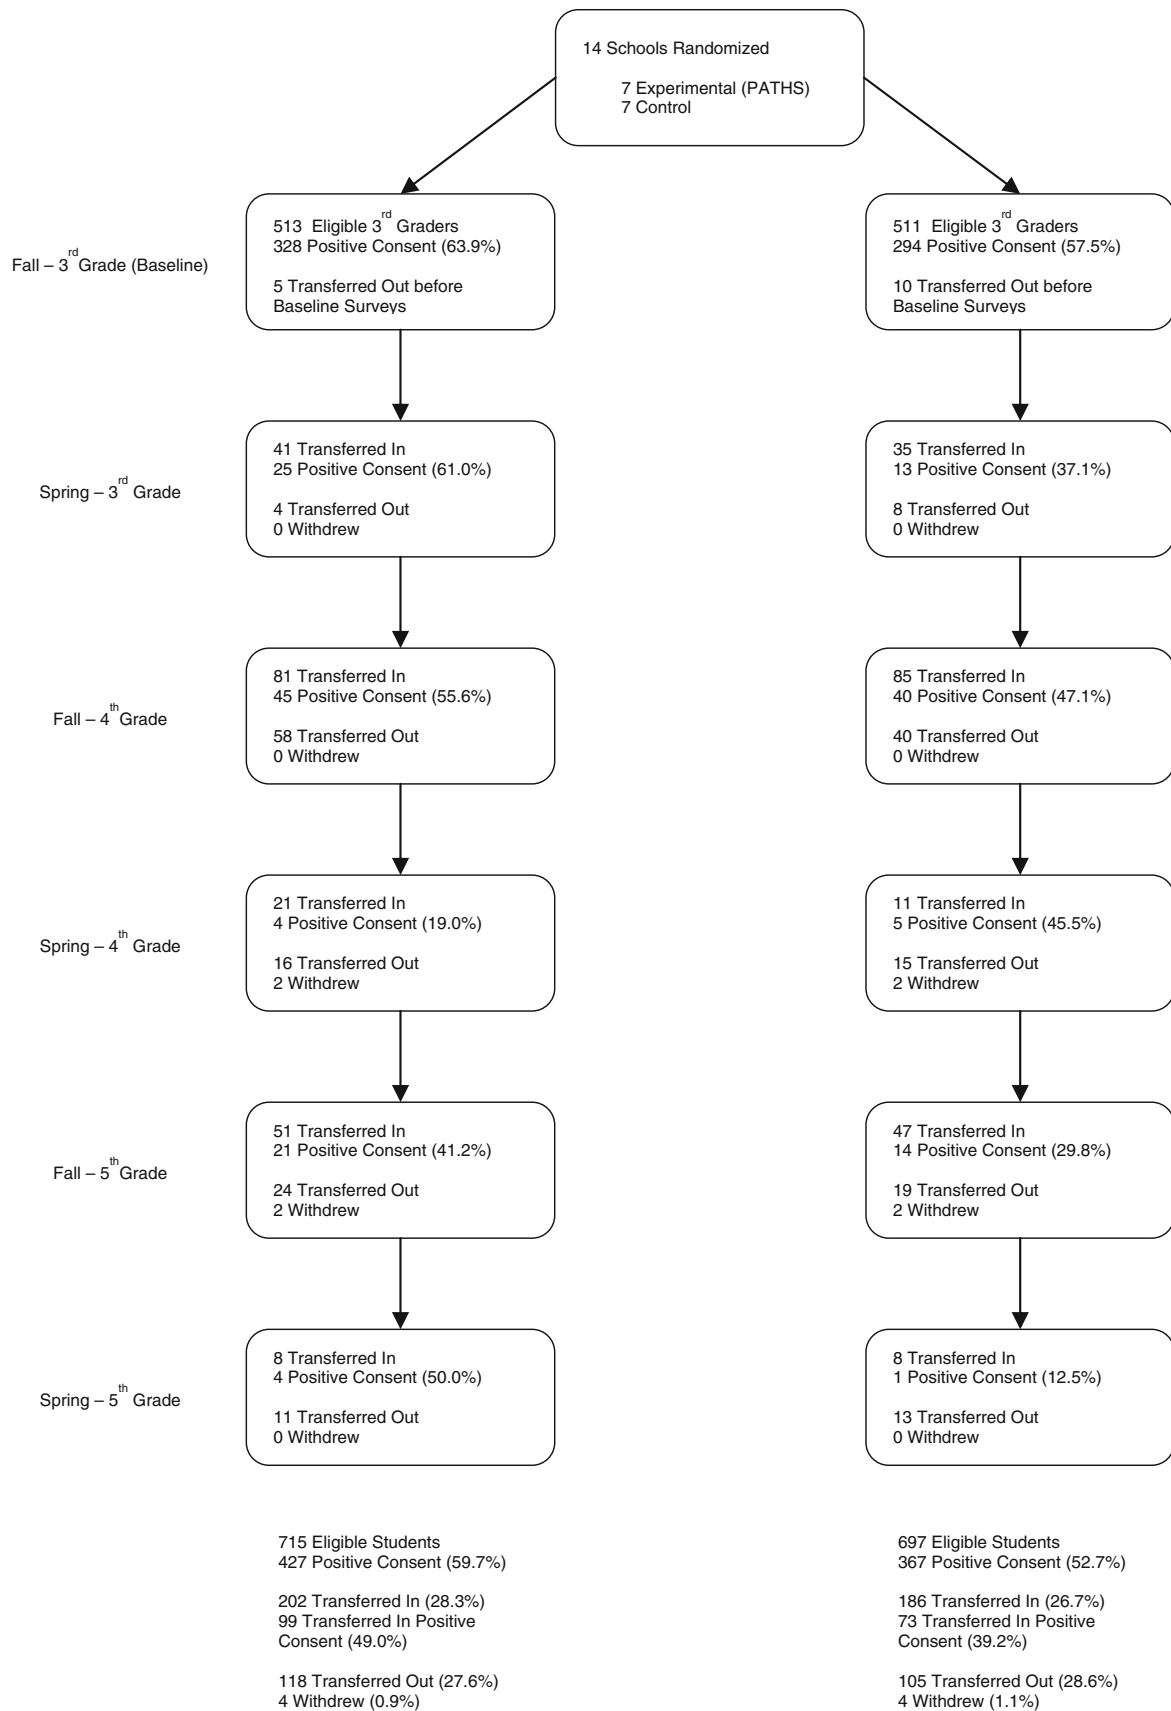 14 Schools Randomized
7 Experimental (PATHS)
7 Control
Fall – 3rd Grade (Baseline)
513 Eligible 3rd Graders
328 Positive Consent (63.9%)
5 Transferred Out before
Baseline Surveys
511 Eligible 3rd Graders
294 Positive Consent (57.5%)
10 Transferred Out before
Baseline Surveys
Spring – 3rd Grade
41 Transferred In
25 Positive Consent (61.0%)
4 Transferred Out
0 Withdrew
35 Transferred In
13 Positive Consent (37.1%)
8 Transferred Out
0 Withdrew
Fall – 4th Grade
81 Transferred In
45 Positive Consent (55.6%)
58 Transferred Out
0 Withdrew
85 Transferred In
40 Positive Consent (47.1%)
40 Transferred Out
0 Withdrew
Spring – 4th Grade
21 Transferred In
4 Positive Consent (19.0%)
16 Transferred Out
2 Withdrew
11 Transferred In
5 Positive Consent (45.5%)
15 Transferred Out
2 Withdrew
Fall – 5th Grade
51 Transferred In
21 Positive Consent (41.2%)
24 Transferred Out
2 Withdrew
47 Transferred In
14 Positive Consent (29.8%)
19 Transferred Out
2 Withdrew
Spring – 5th Grade
8 Transferred In
4 Positive Consent (50.0%)
11 Transferred Out
0 Withdrew
8 Transferred In
1 Positive Consent (12.5%)
13 Transferred Out
0 Withdrew
715 Eligible Students
427 Positive Consent (59.7%)
202 Transferred In (28.3%)
99 Transferred In Positive
Consent (49.0%)
118 Transferred Out (27.6%)
4 Withdrew (0.9%)
697 Eligible Students
367 Positive Consent (52.7%)
186 Transferred In (26.7%)
73 Transferred In Positive
Consent (39.2%)
105 Transferred Out (28.6%)
4 Withdrew (1.1%)